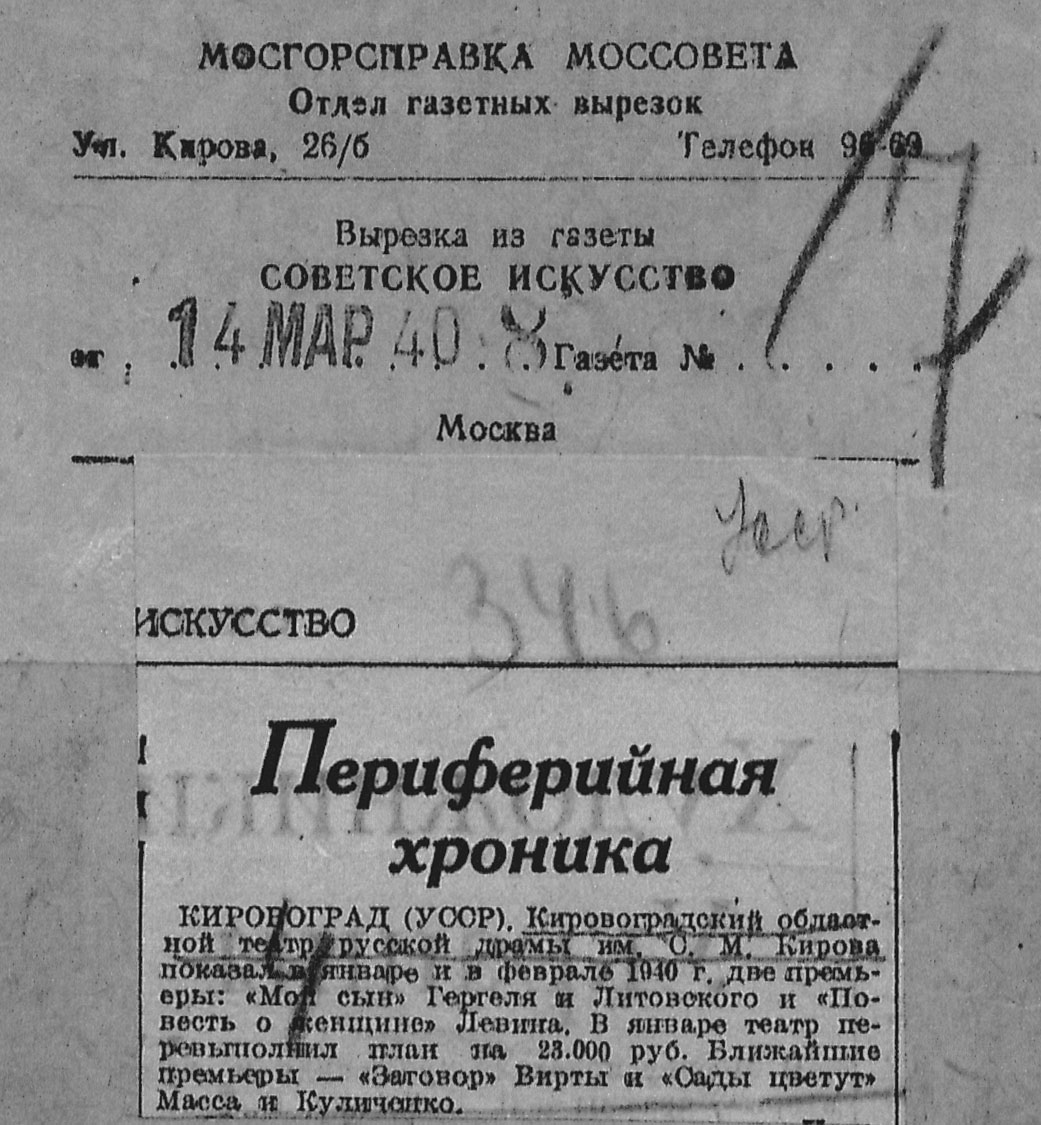 МОСГОРСПРАВКА МОССОВЕТА
Отдел газетных вырезок
Ул. Кирова, 26/б Телефон 96-69
Вырезка из газеты
СОВЕТСКОЕ ИСКУССТВО
от 14 МАР. 40 Газета №
Москва
Усср.
346
ИСКУССТВО
Периферийная
хроника
КИРОВОГРАД (УССР). Кировоградский област-
ной театр русской драмы им. С. М. Кирова
показал в январе и в феврале 1940 г. две премь-
еры: «Мой сын» Гергеля и Литовского и «По-
весть о женщине» Левина. В январе театр пе-
ревыполнил план на 23.000 руб. Ближайшие
премьеры — «Заговор» Вирты и «Сады цветут»
Масса и Куличенко.